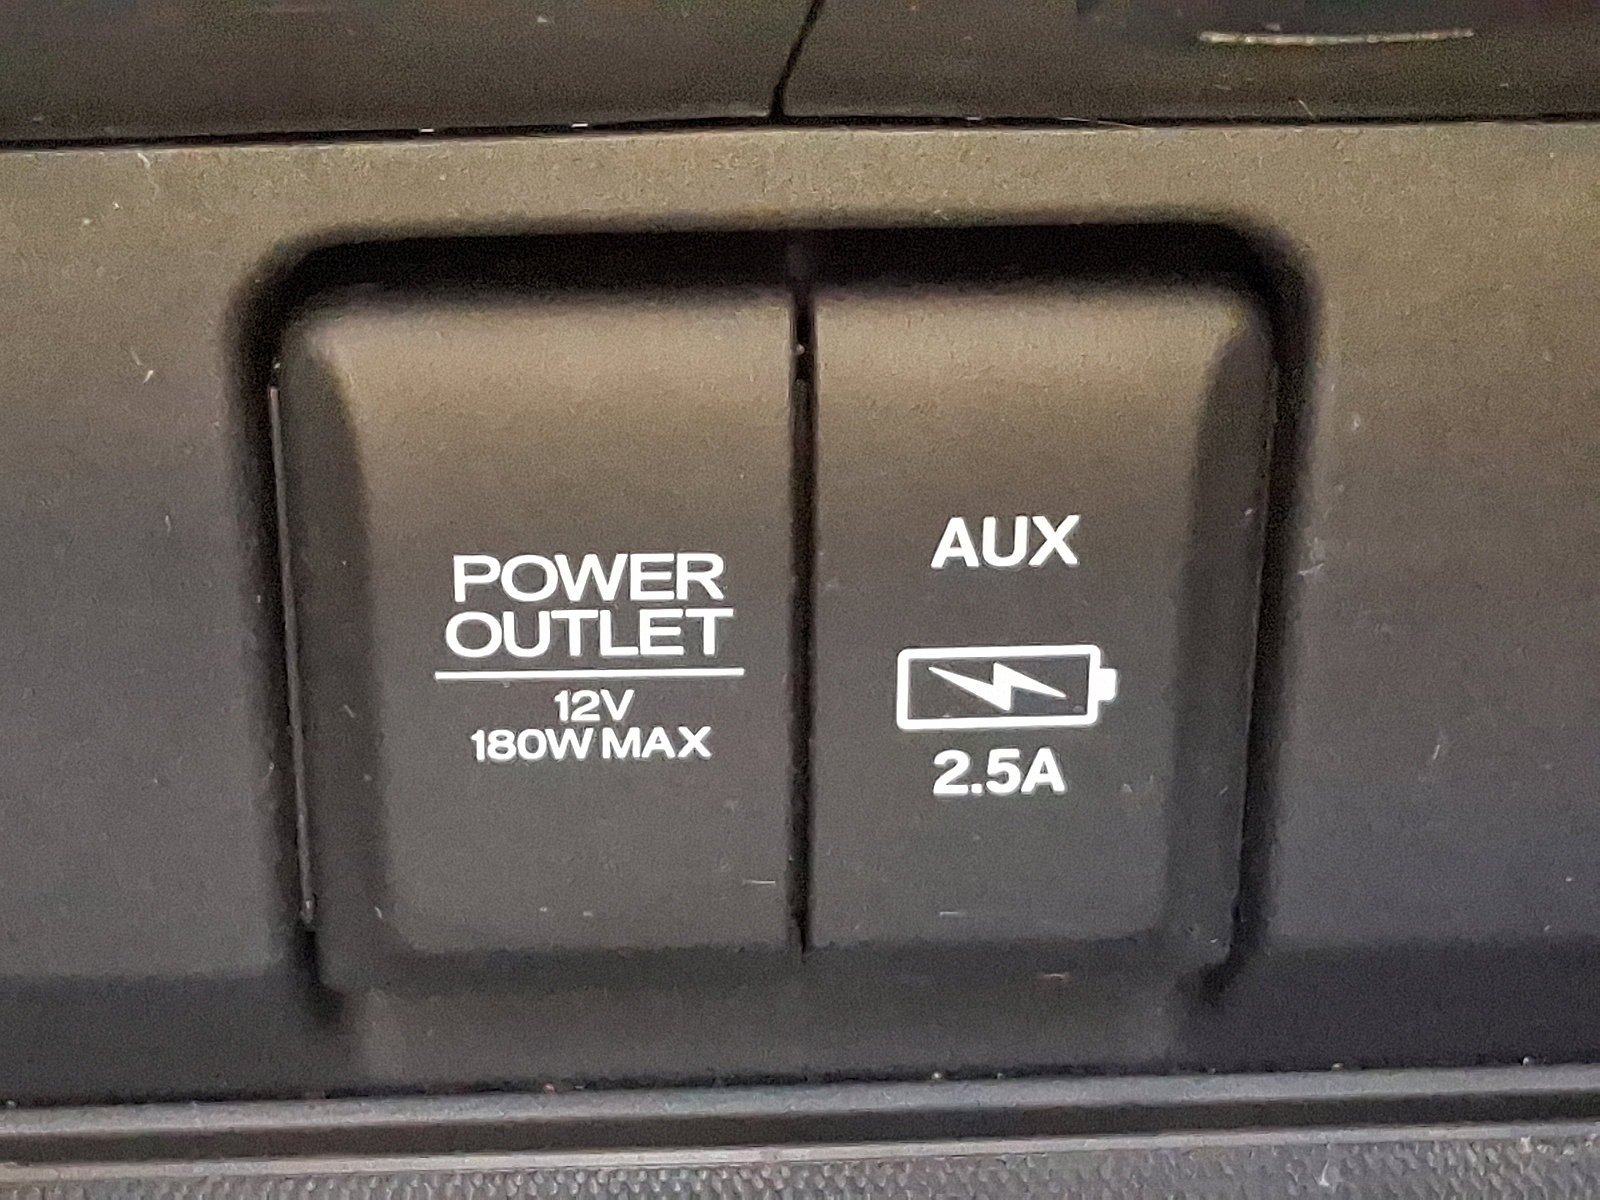 POWER
OUTLET
12V
180W MAX
AUX
2.5A